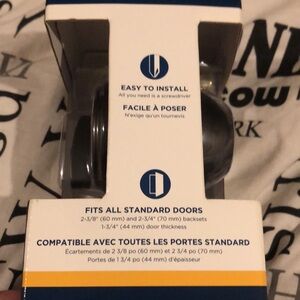 EASY TO INSTALL
All you need is a screwdriver
FACILE À POSER
N'exige qu'un tournevis
FITS ALL STANDARD DOORS
2-3/8" (60 mm) and 2-3/4" (70 mm) backsets
1-3/4" (44 mm) door thickness
COMPATIBLE AVEC TOUTES LES PORTES STANDARD
Écartements de 2 3/8 po (60 mm) et 2 3/4 po (70 mm)
Portes de 1 3/4 po (44 mm) d'épaisseur